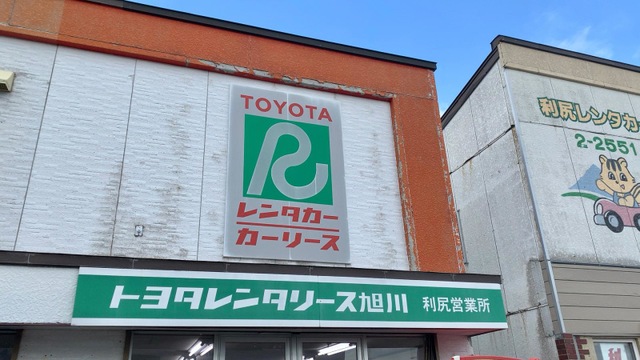 TOYOTA
R
レンタカー
カーリース
トヨタレンタリース旭川 利尻営業所
利尻レンタカ
2-2551